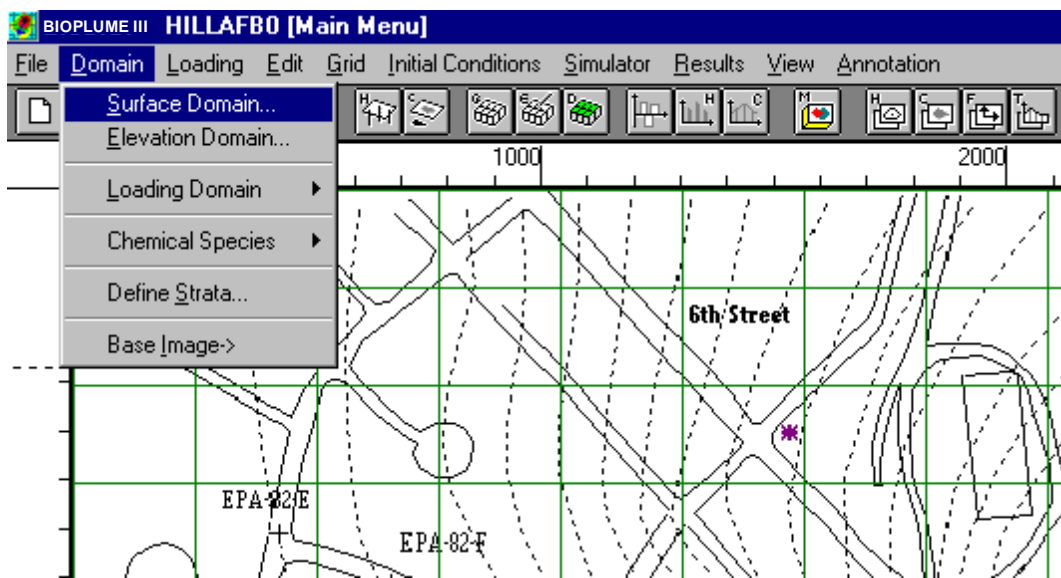 BIOPLUME III HILLAFB0 [Main Menu]
File Domain Loading Edit Grid Initial Conditions Simulator Results View Annotation
Surface Domain...
H C G E D H C M H C F T
Elevation Domain...
1000 2000
Loading Domain
Chemical Species
Define Strata...
6th Street
Base Image->
EPA-82-E
EPA-82-F